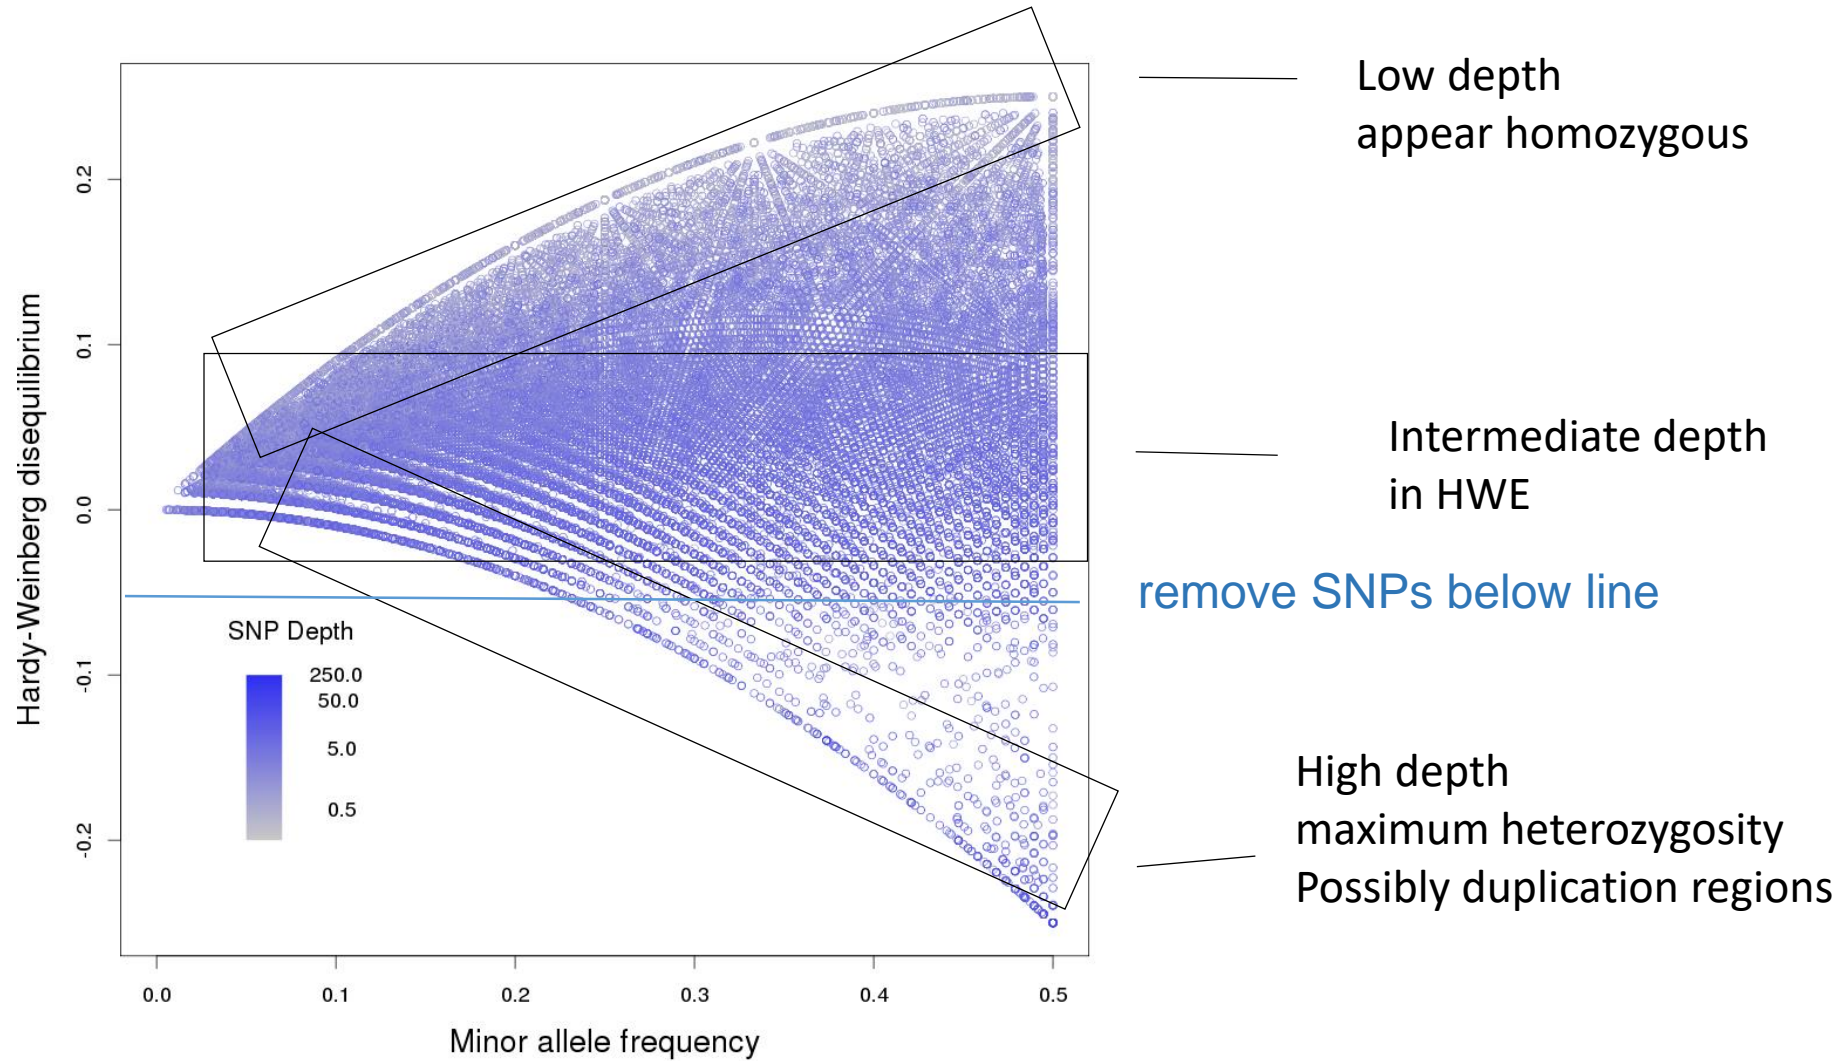 Low depth
appear homozygous
Intermediate depth
in HWE
remove SNPs below line
High depth
maximum heterozygosity
Possibly duplication regions
Hardy-Weinberg disequilibrium
0.2
0.1
0.0
-0.1
-0.2
SNP Depth
250.0
50.0
5.0
0.5
0.0 0.1 0.2 0.3 0.4 0.5
Minor allele frequency